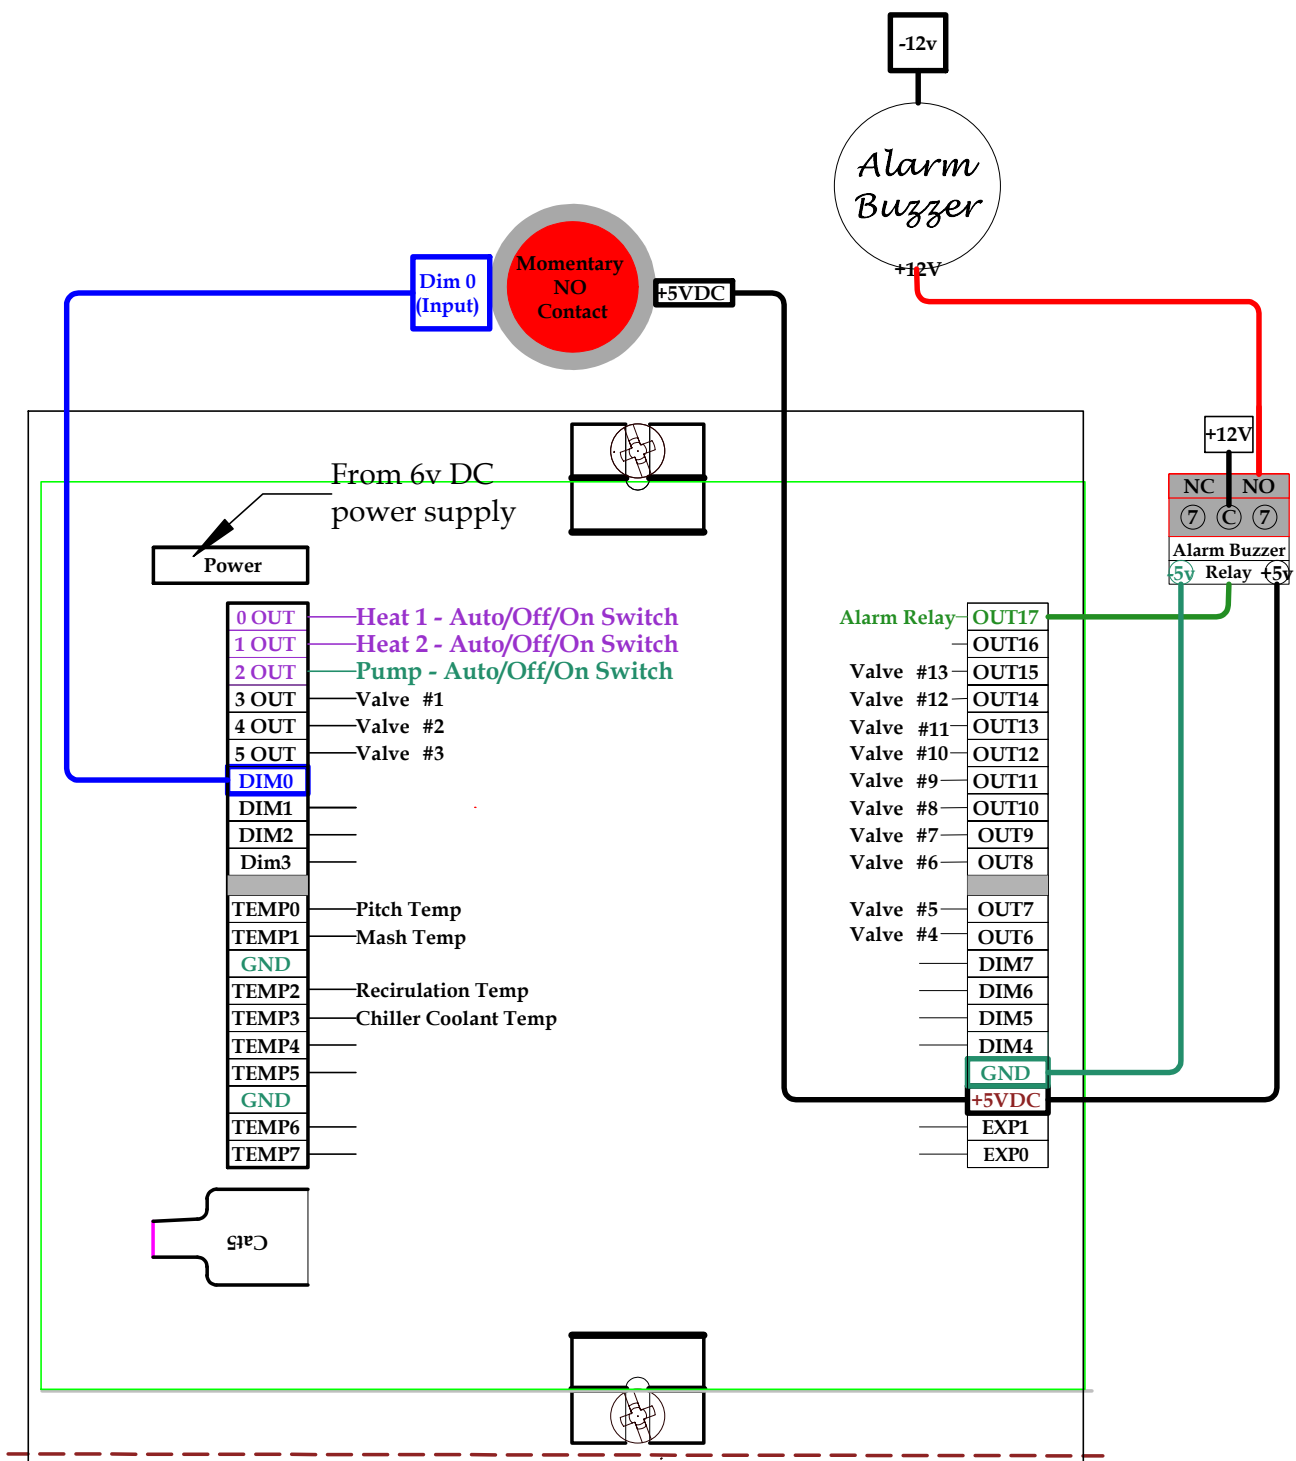 -12v
Alarm
Buzzer
+12V
Dim 0
(Input)
Momentary
NO
Contact
+5VDC
+12V
NC NO
7 C 7
Alarm Buzzer
-5v Relay +5v
From 6v DC
power supply
Power
0 OUT Heat 1 - Auto/Off/On Switch
1 OUT Heat 2 - Auto/Off/On Switch
2 OUT Pump - Auto/Off/On Switch
3 OUT Valve #1
4 OUT Valve #2
5 OUT Valve #3
DIM0
DIM1
DIM2
Dim3
TEMP0 Pitch Temp
TEMP1 Mash Temp
GND
TEMP2 Recirulation Temp
TEMP3 Chiller Coolant Temp
TEMP4
TEMP5
GND
TEMP6
TEMP7
Alarm Relay OUT17
OUT16
Valve #13 OUT15
Valve #12 OUT14
Valve #11 OUT13
Valve #10 OUT12
Valve #9 OUT11
Valve #8 OUT10
Valve #7 OUT9
Valve #6 OUT8
Valve #5 OUT7
Valve #4 OUT6
DIM7
DIM6
DIM5
DIM4
GND
+5VDC
EXP1
EXP0
Cat5